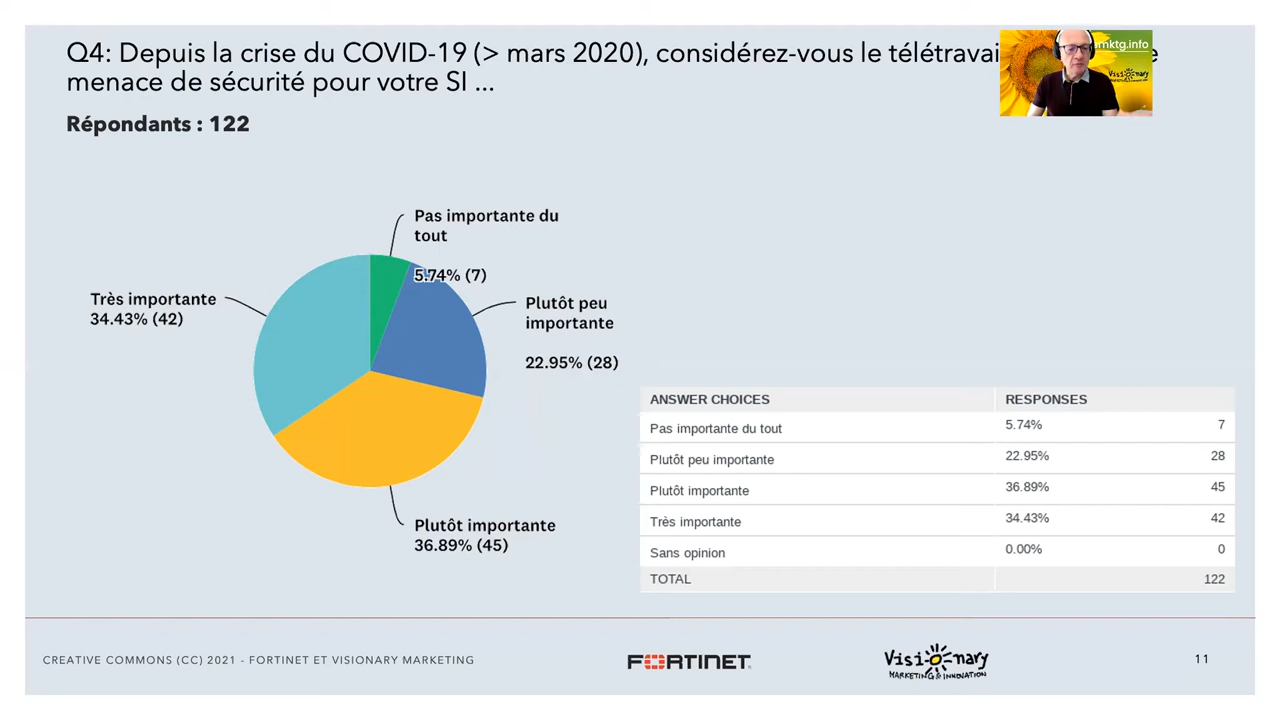 Q4: Depuis la crise du COVID-19 (> mars 2020), considérez-vous le télétravai
menace de sécurité pour votre SI ...
Répondants : 122
mktg.info
Visionary
Pas importante du
tout
5.74% (7)
Très importante
34.43% (42)
Plutôt peu
importante
22.95% (28)
Plutôt importante
36.89% (45)
ANSWER CHOICES RESPONSES
Pas importante du tout 5.74% 7
Plutôt peu importante 22.95% 28
Plutôt importante 36.89% 45
Très importante 34.43% 42
Sans opinion 0.00% 0
TOTAL 122
CREATIVE COMMONS (CC) 2021 - FORTINET ET VISIONARY MARKETING
FORTINET
Visionary
MARKETING & INNOVATION
11